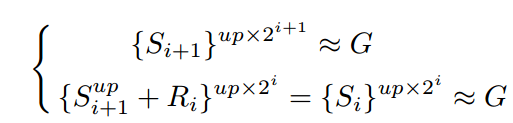 {S_{i+1}}^{up×2^{i+1}} ≈ G
{S_{i+1}^{up} + R_i}^{up×2^i} = {S_i}^{up×2^i} ≈ G